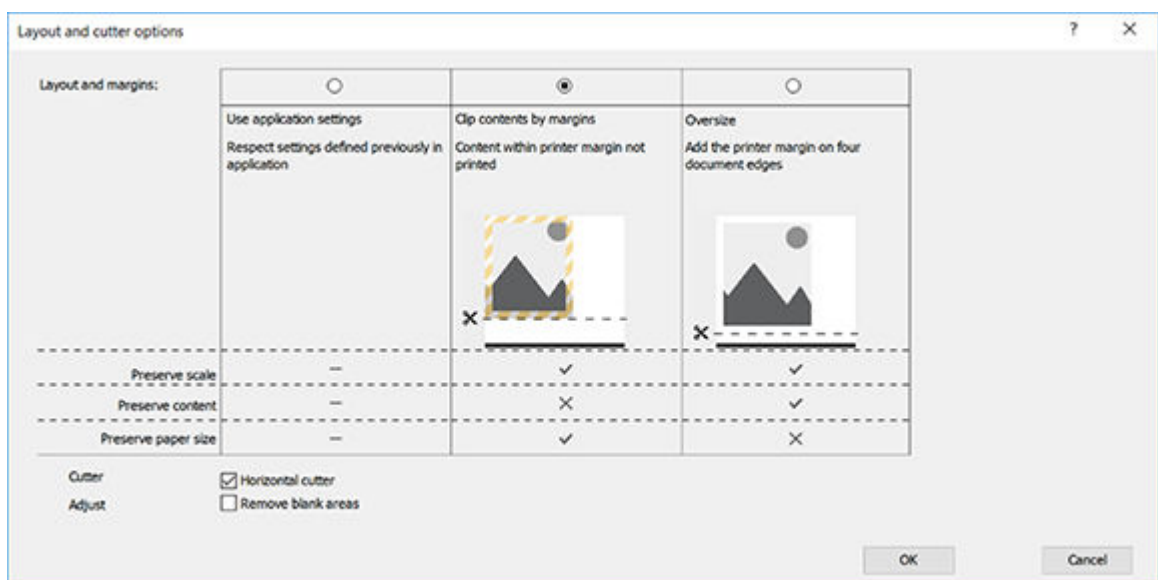 Layout and cutter options
?
Layout and margins:
Use application settings
Respect settings defined previously in
application
Clip contents by margins
Content within printer margin not
printed
Oversize
Add the printer margin on four
document edges
Preserve scale
Preserve content
Preserve paper size
Cutter
Horizontal cutter
Adjust
Remove blank areas
OK
Cancel